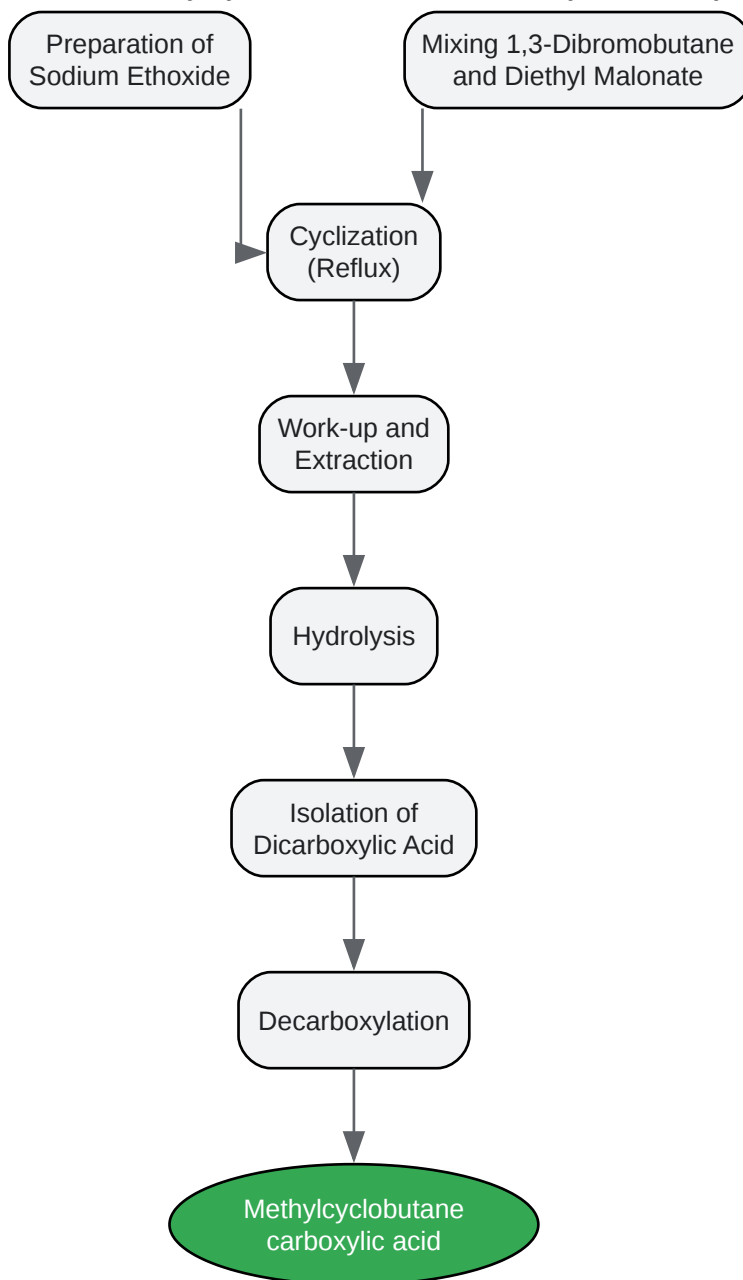 Preparation of
Sodium Ethoxide
Mixing 1,3-Dibromobutane
and Diethyl Malonate
Cyclization
(Reflux)
Work-up and
Extraction
Hydrolysis
Isolation of
Dicarboxylic Acid
Decarboxylation
Methylcyclobutane
carboxylic acid